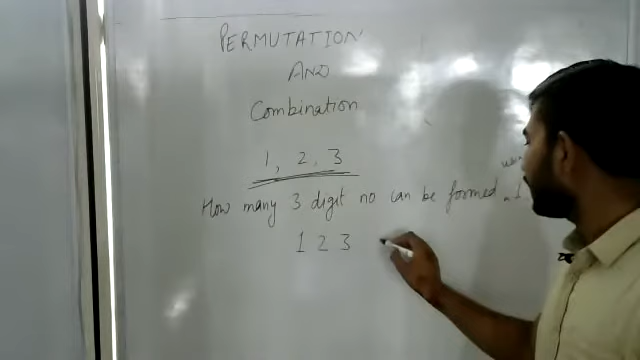 PERMUTATION
AND
Combination
1, 2, 3
How many 3 digit no can be formed
1 2 3